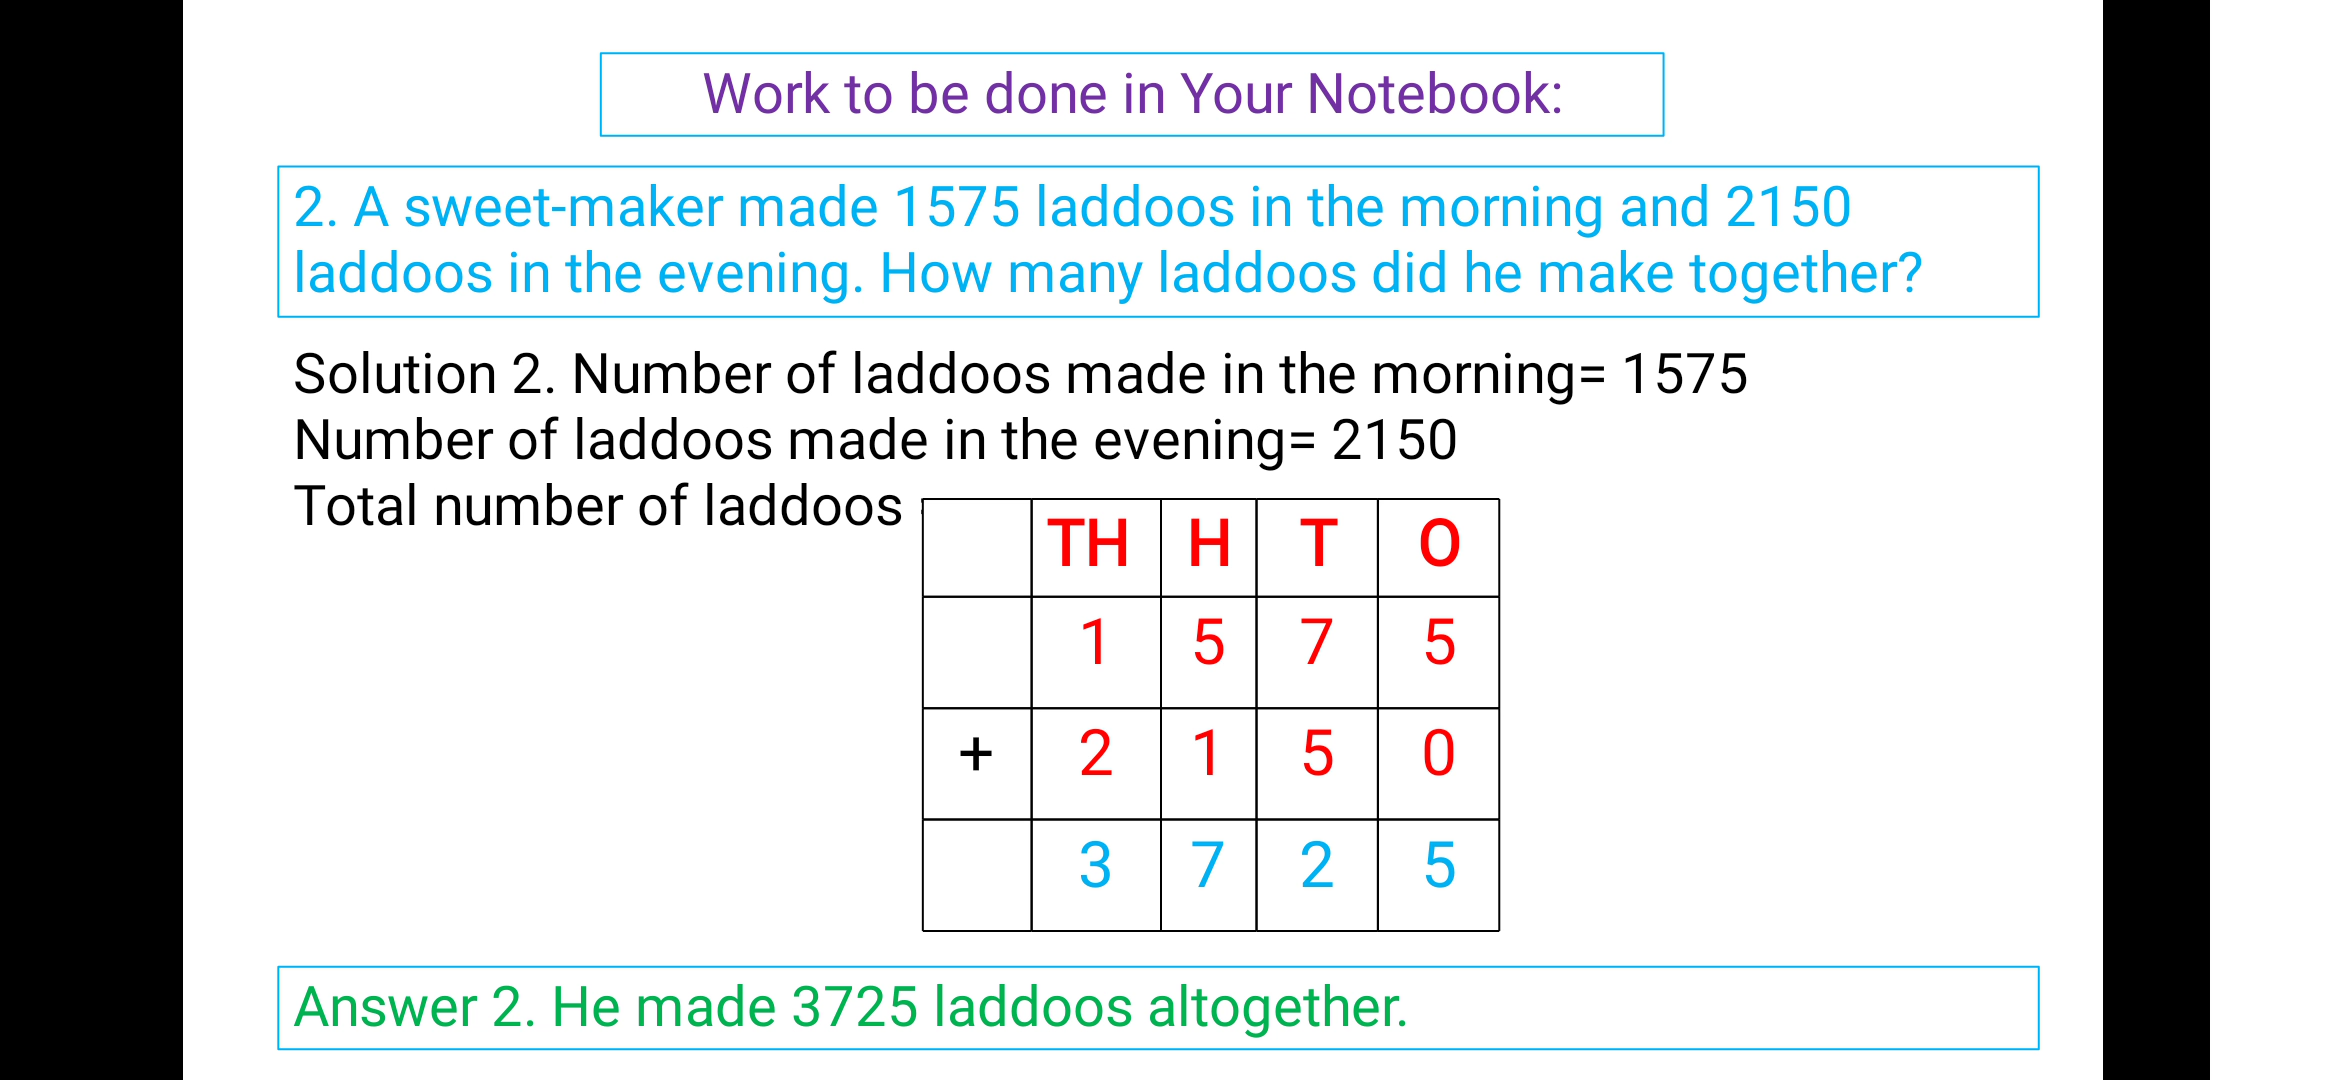 Work to be done in Your Notebook:
2. A sweet-maker made 1575 laddoos in the morning and 2150
laddoos in the evening. How many laddoos did he make together?
Solution 2. Number of laddoos made in the morning= 1575
Number of laddoos made in the evening= 2150
Total number of laddoos
TH H T O
1 5 7 5
+ 2 1 5 0
3 7 2 5
Answer 2. He made 3725 laddoos altogether.